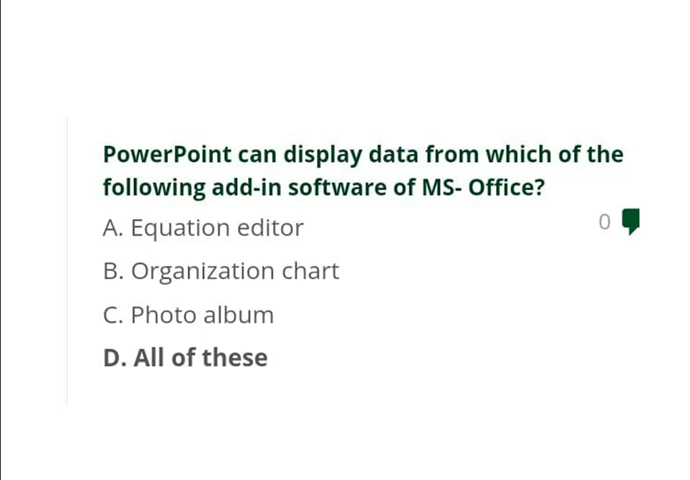 PowerPoint can display data from which of the
following add-in software of MS- Office?
A. Equation editor
0
B. Organization chart
C. Photo album
D. All of these